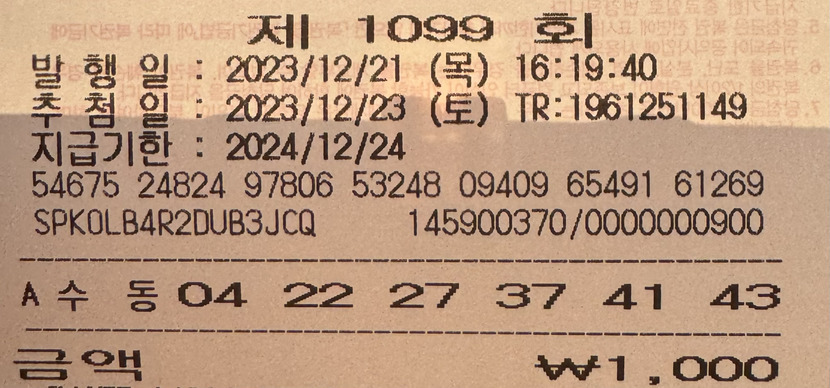 제 1099 회
발 행 일 : 2023/12/21 (목) 16:19:40
추 첨 일 : 2023/12/23 (토) TR:1961251149
지급기한 : 2024/12/24
54675 24824 97806 53248 09409 65491 61269
SPK0LB4R2DUB3JCQ 145900370/0000000900
A 수 동 04 22 27 37 41 43
금액 ₩1,000